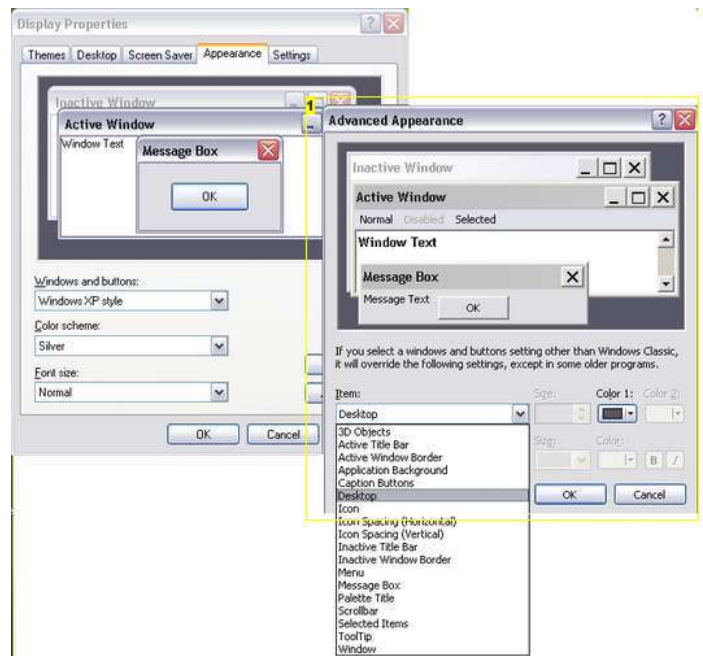 Display Properties
Themes Desktop Screen Saver Appearance Settings
Inactive Window
Active Window
Window Text
Message Box
OK
Windows and buttons:
Windows XP style
Color scheme:
Silver
Font size:
Normal
OK Cancel
1
Advanced Appearance
Inactive Window
Active Window
Normal Disabled Selected
Window Text
Message Box
Message Text
OK
If you select a windows and buttons setting other than Windows Classic,
it will override the following settings, except in some older programs.
Item: Size: Color 1: Color 2:
Desktop
Size: Color:
B I
OK Cancel
3D Objects
Active Title Bar
Active Window Border
Application Background
Caption Buttons
Desktop
Icon
Icon Spacing (Horizontal)
Icon Spacing (Vertical)
Inactive Title Bar
Inactive Window Border
Menu
Message Box
Palette Title
Scrollbar
Selected Items
ToolTip
Window